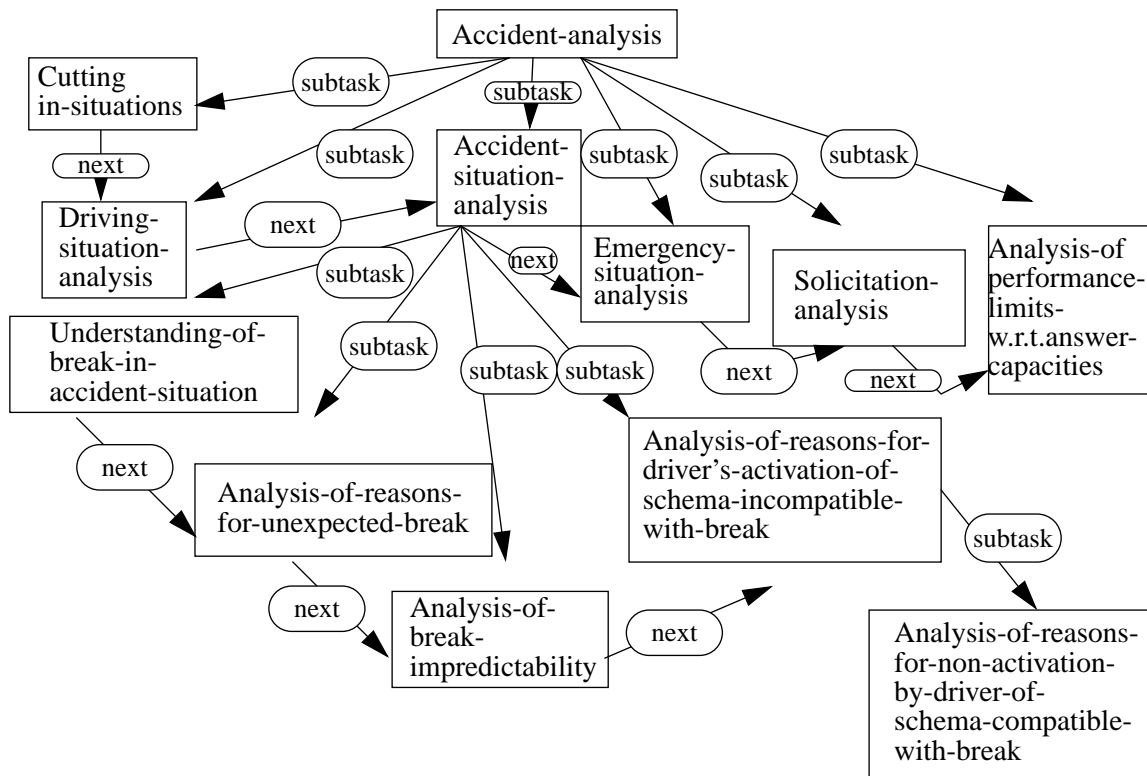 Accident-analysis
Cutting
in-situations
subtask
subtask
next
subtask
Accident-
situation-
analysis
subtask
subtask
subtask
Driving-
situation-
analysis
next
subtask
next
Emergency-
situation-
analysis
Solicitation-
analysis
Analysis-of
performance-
limits-
w.r.t.answer-
capacities
Understanding-of-
break-in-
accident-situation
subtask
subtask
subtask
next
next
next
Analysis-of-reasons-
for-unexpected-break
Analysis-of-reasons-for-
driver's-activation-of-
schema-incompatible-
with-break
subtask
next
Analysis-of-
break-
impredictability
next
Analysis-of-reasons-
for-non-activation-
by-driver-of-
schema-compatible-
with-break